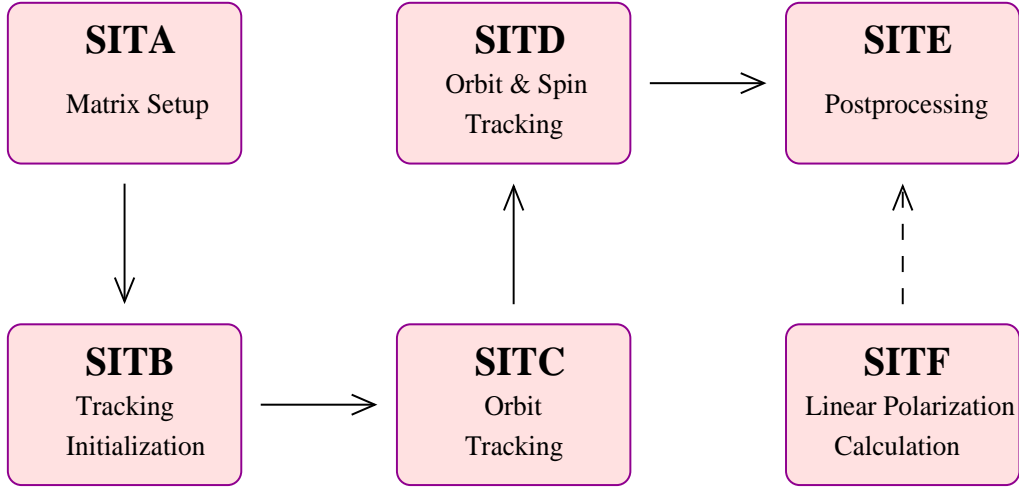 SITA
Matrix Setup
SITD
Orbit & Spin
Tracking
SITE
Postprocessing
SITB
Tracking
Initialization
SITC
Orbit
Tracking
SITF
Linear Polarization
Calculation